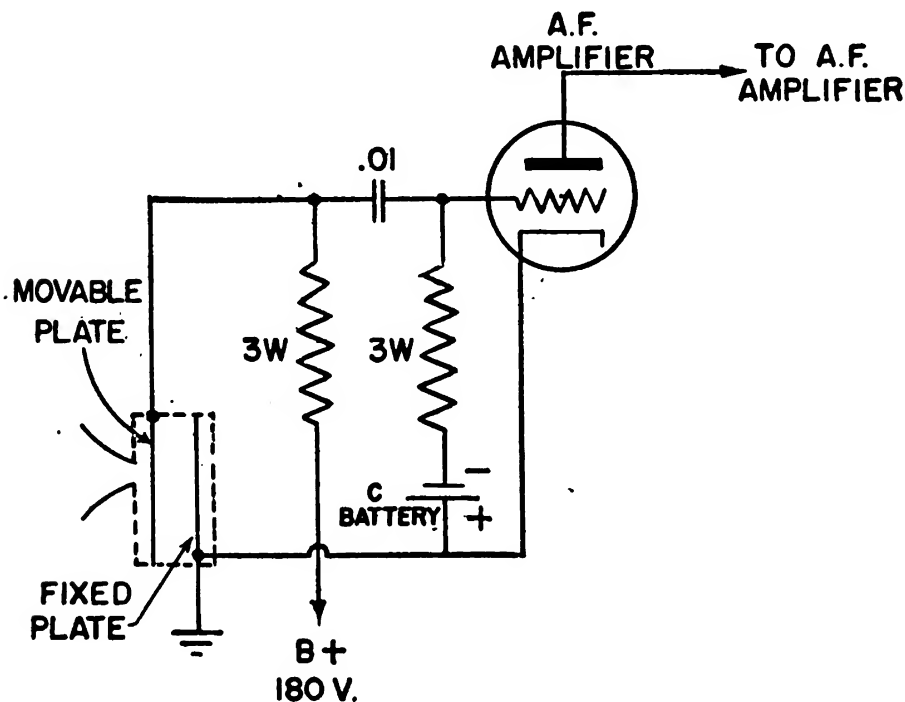 A.F.
AMPLIFIER
TO A.F.
AMPLIFIER
.01
MOVABLE
PLATE
3W
3W
C
BATTERY
-
+
FIXED
PLATE
B+
180 V.